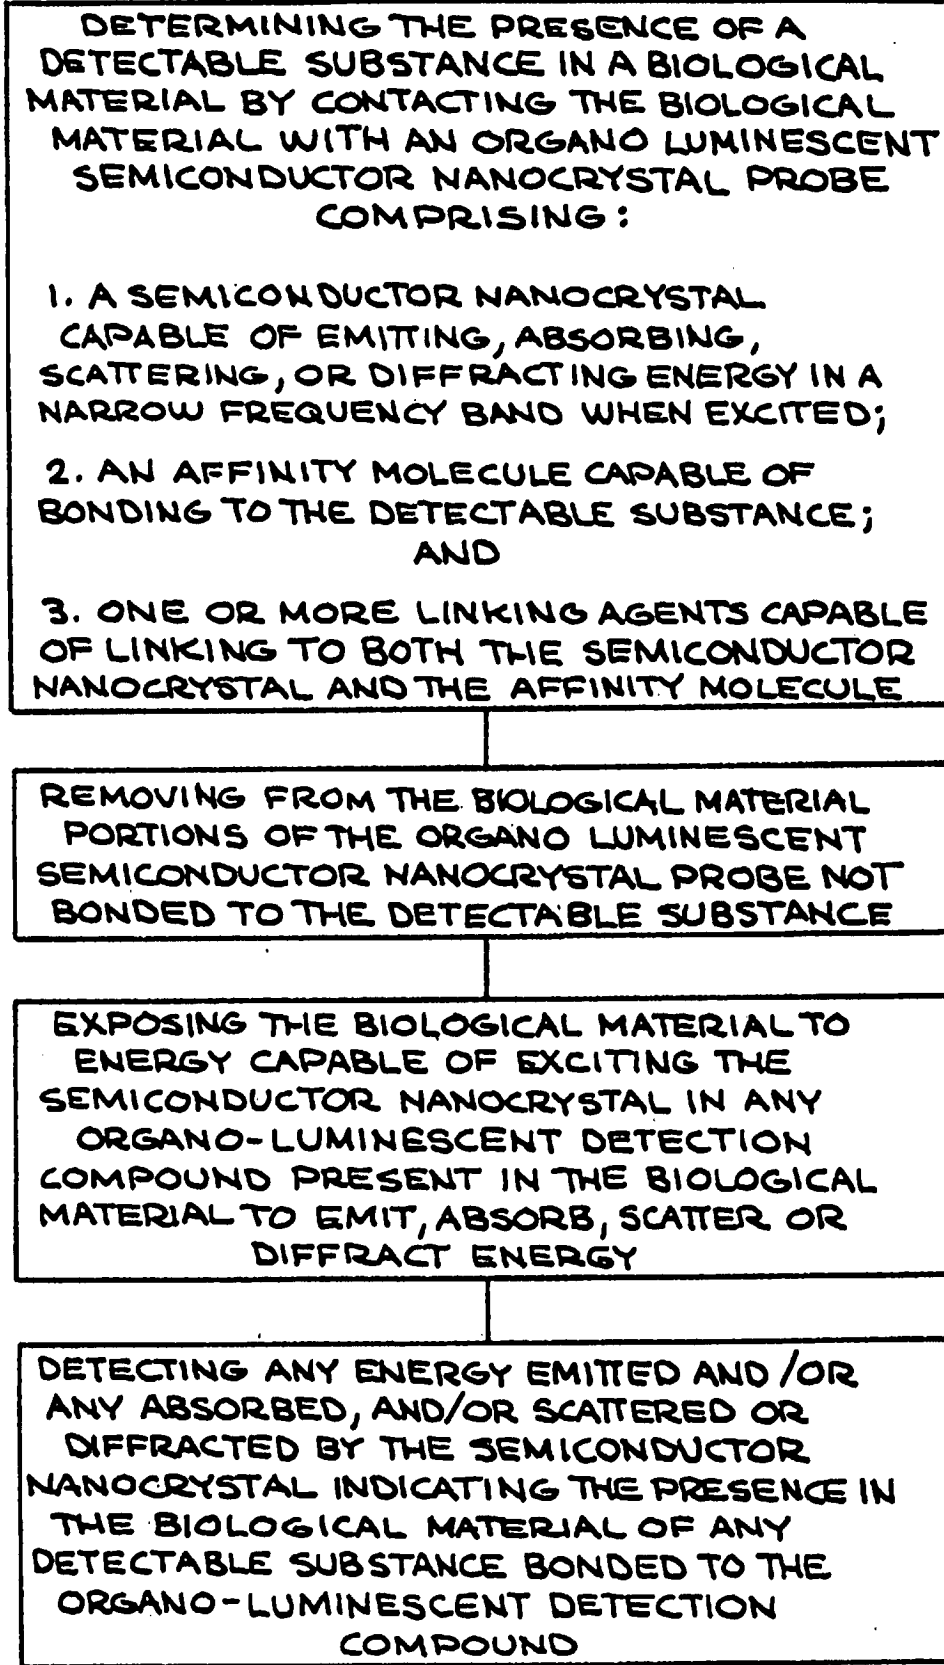 DETERMINING THE PRESENCE OF A
DETECTABLE SUBSTANCE IN A BIOLOGICAL
MATERIAL BY CONTACTING THE BIOLOGICAL
MATERIAL WITH AN ORGANO LUMINESCENT
SEMICONDUCTOR NANOCRYSTAL PROBE
COMPRISING:
1. A SEMICONDUCTOR NANOCRYSTAL
CAPABLE OF EMITTING, ABSORBING,
SCATTERING, OR DIFFRACTING ENERGY IN A
NARROW FREQUENCY BAND WHEN EXCITED;
2. AN AFFINITY MOLECULE CAPABLE OF
BONDING TO THE DETECTABLE SUBSTANCE;
AND
3. ONE OR MORE LINKING AGENTS CAPABLE
OF LINKING TO BOTH THE SEMICONDUCTOR
NANOCRYSTAL AND THE AFFINITY MOLECULE
REMOVING FROM THE BIOLOGICAL MATERIAL
PORTIONS OF THE ORGANO LUMINESCENT
SEMICONDUCTOR NANOCRYSTAL PROBE NOT
BONDED TO THE DETECTABLE SUBSTANCE
EXPOSING THE BIOLOGICAL MATERIAL TO
ENERGY CAPABLE OF EXCITING THE
SEMICONDUCTOR NANOCRYSTAL IN ANY
ORGANO-LUMINESCENT DETECTION
COMPOUND PRESENT IN THE BIOLOGICAL
MATERIAL TO EMIT, ABSORB, SCATTER OR
DIFFRACT ENERGY
DETECTING ANY ENERGY EMITTED AND/OR
ANY ABSORBED, AND/OR SCATTERED OR
DIFFRACTED BY THE SEMICONDUCTOR
NANOCRYSTAL INDICATING THE PRESENCE IN
THE BIOLOGICAL MATERIAL OF ANY
DETECTABLE SUBSTANCE BONDED TO THE
ORGANO-LUMINESCENT DETECTION
COMPOUND